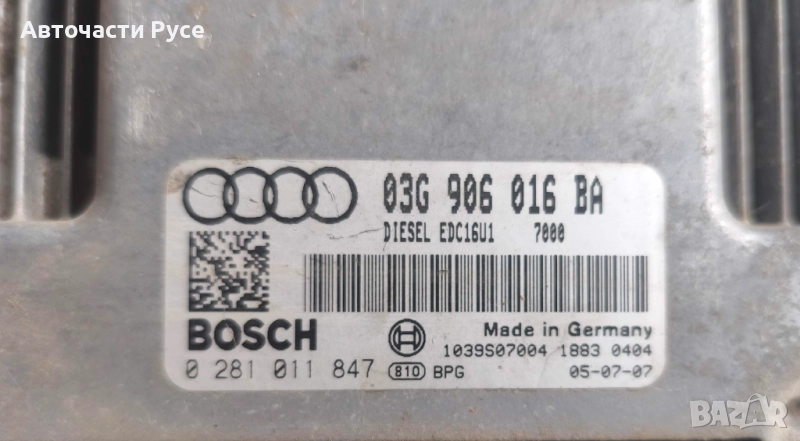 Авточасти Русе
03G 906 016 BA
DIESEL EDC16U1 7000
BOSCH
Made in Germany
1039S07004 1883 0404
0 281 011 847 810 BPG 05-07-07
BAZAR